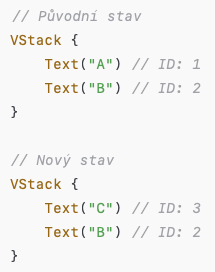 // Původní stav
VStack {
    Text("A") // ID: 1
    Text("B") // ID: 2
}

// Nový stav
VStack {
    Text("C") // ID: 3
    Text("B") // ID: 2
}